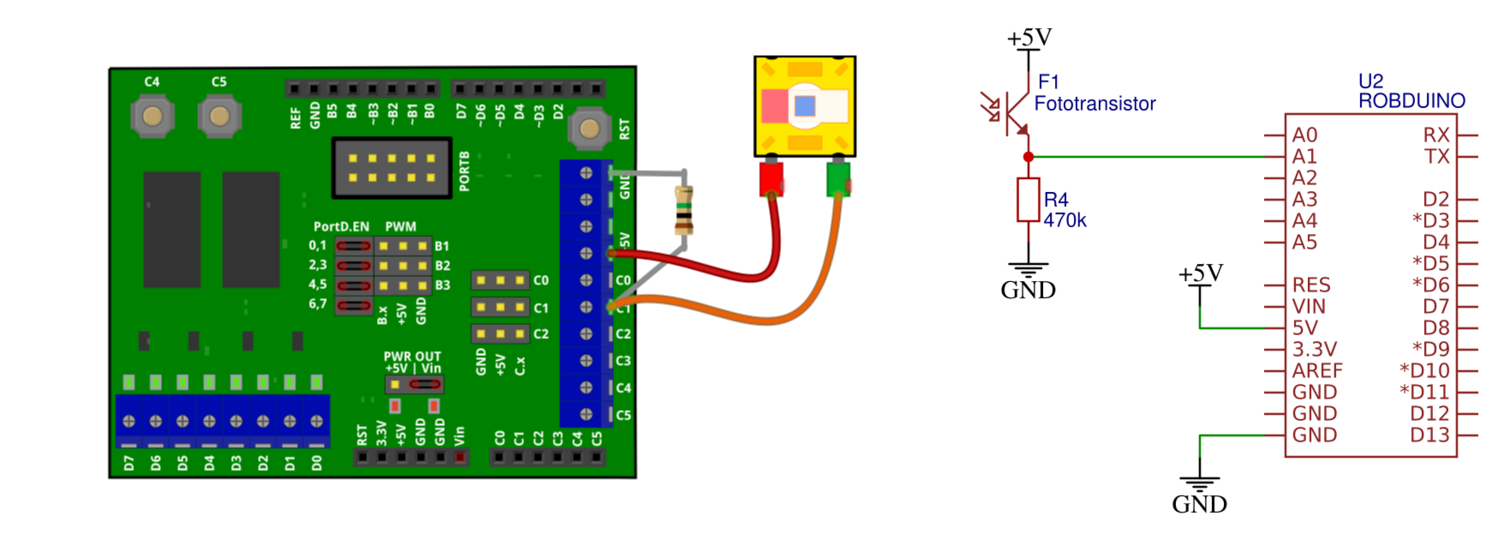 C4 C5
REF GND B5 B4 ~B3 ~B2 ~B1 B0 D7 ~D6 ~D5 D4 ~D3 D2
RST
PORTB
GND
PortD.EN PWM
0,1 B1
2,3 B2
4,5 B3
6,7
B.x +5V GND
+5V
C0 C0
C1 C1
C2 C2
GND +5V C.x
C3
C4
C5
PWR OUT
+5V | Vin
RST 3.3V +5V GND GND Vin C0 C1 C2 C3 C4 C5
D7 D6 D5 D4 D3 D2 D1 D0
+5V
F1
Fototransistor
R4
470k
GND
+5V
GND
U2
ROBDUINO
A0 RX
A1 TX
A2
A3 D2
A4 *D3
A5 D4
*D5
RES *D6
VIN D7
5V D8
3.3V *D9
AREF *D10
GND *D11
GND D12
GND D13